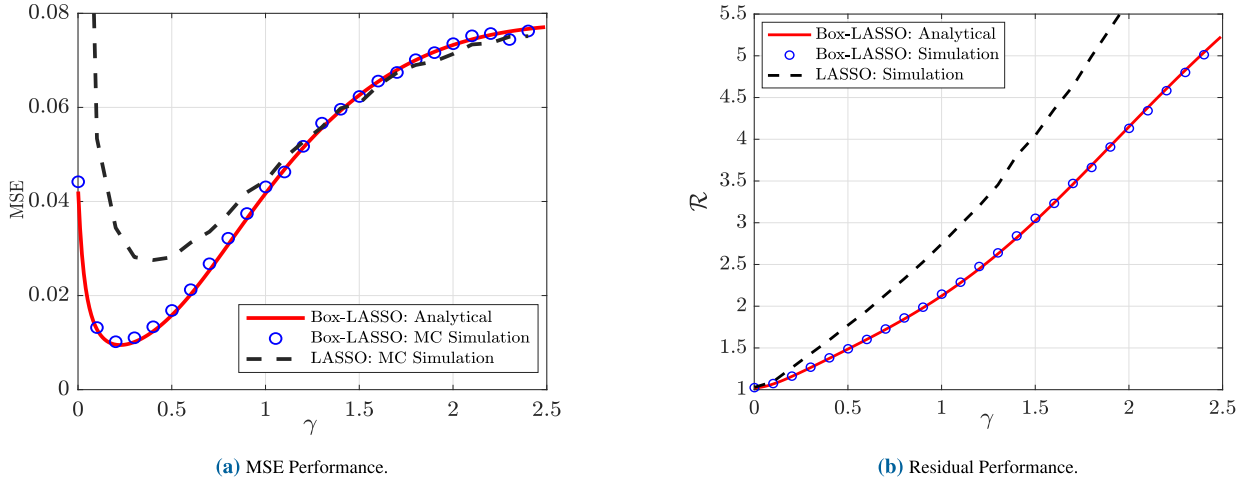 0.08
0.06
0.04
0.02
0
MSE
Box-LASSO: Analytical
Box-LASSO: MC Simulation
LASSO: MC Simulation
0 0.5 1 1.5 2 2.5
γ
(a) MSE Performance.
5.5
5
4.5
4
3.5
3
2.5
2
1.5
1
R
Box-LASSO: Analytical
Box-LASSO: Simulation
LASSO: Simulation
0 0.5 1 1.5 2 2.5
γ
(b) Residual Performance.